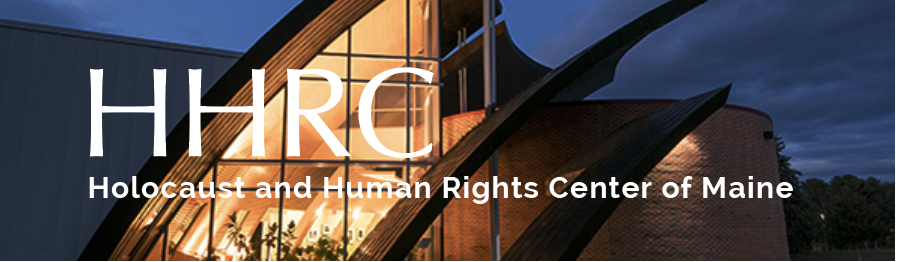 HHRC
Holocaust and Human Rights Center of Maine